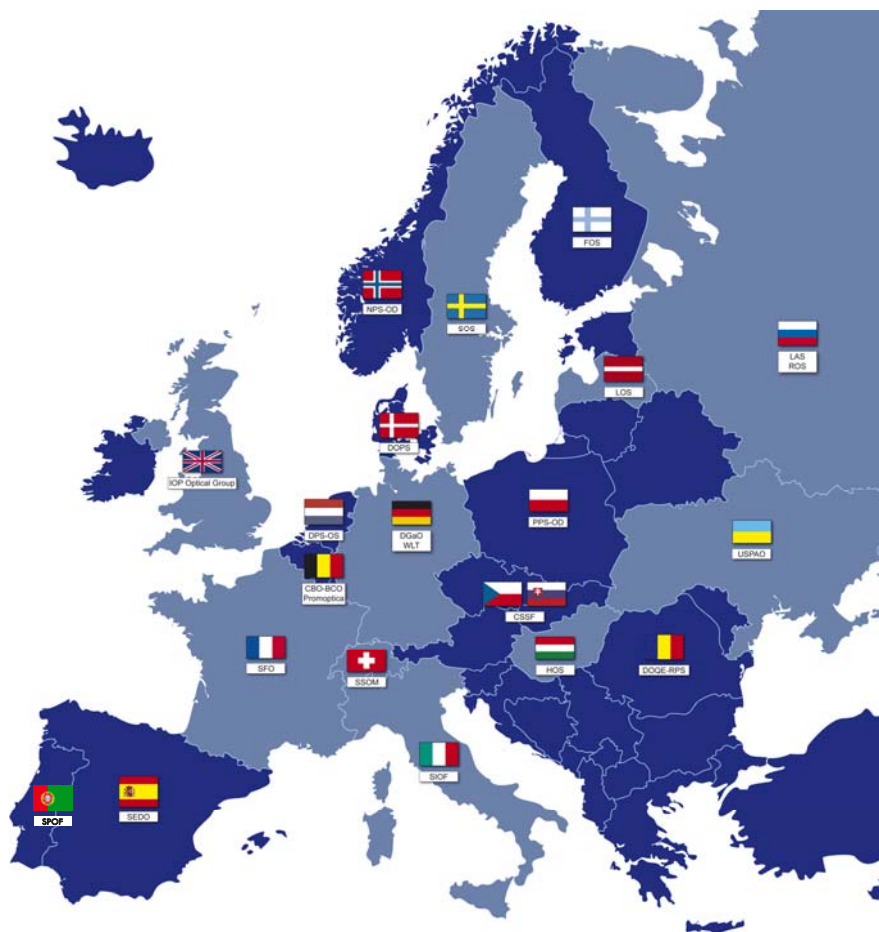 FOS
NPS-OD
SOS
LAS
ROS
LOS
DOPS
IOP Optical Group
DPS-OS
DGaO
WLT
PPS-OD
USPAO
CBO-BCO
Promoptica
CSSF
SFO
SSOM
HOS
DOQE-RPS
SIOF
SPOF
SEDO